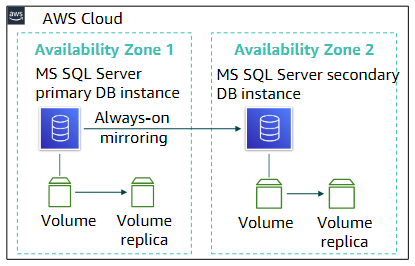 aws
AWS Cloud
Availability Zone 1
Availability Zone 2
MS SQL Server
primary DB instance
MS SQL Server secondary
DB instance
Always-on
mirroring
Volume
Volume
replica
Volume
Volume
replica